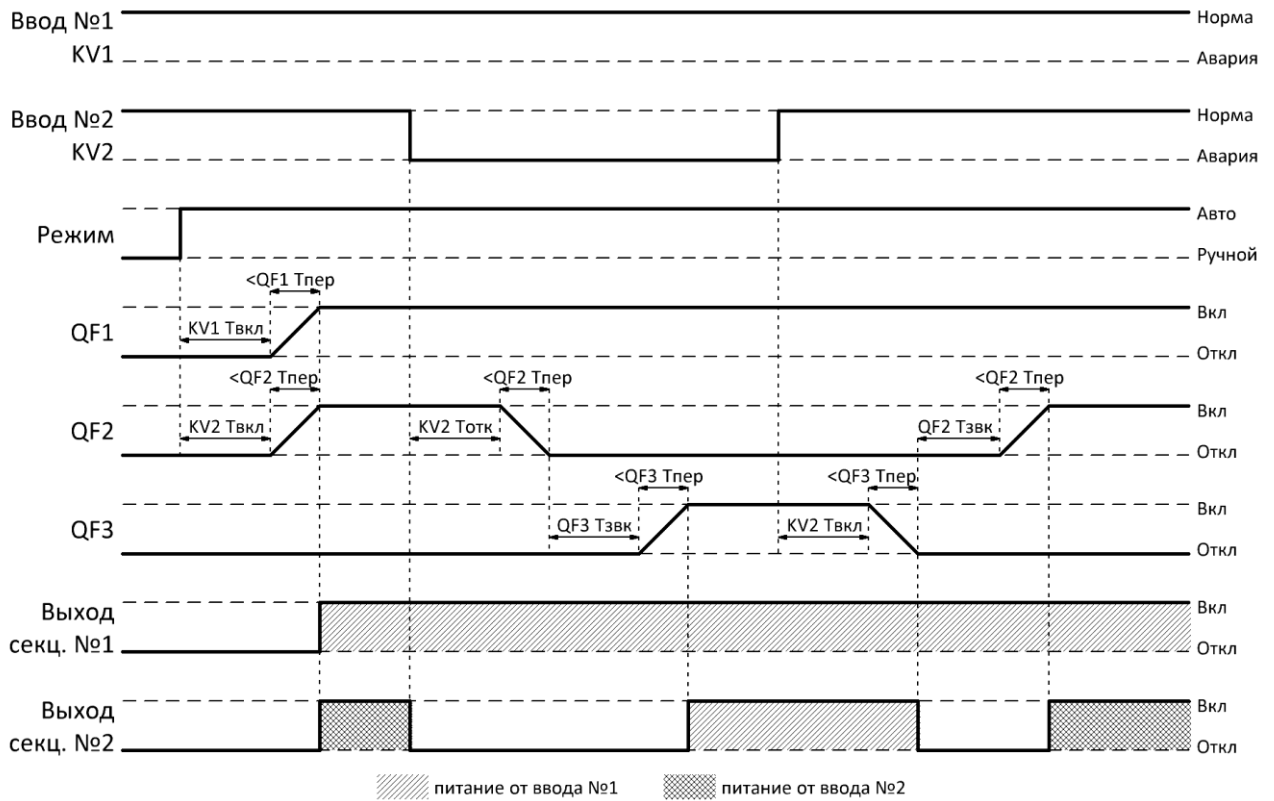 Ввод №1
KV1
Норма
Авария
Ввод №2
KV2
Норма
Авария
Режим
Авто
Ручной
<QF1 Тпер
QF1
KV1 Твкл
Вкл
Откл
<QF2 Тпер
<QF2 Тпер
<QF2 Тпер
QF2
KV2 Твкл
KV2 Тотк
QF2 Тзвк
Вкл
Откл
<QF3 Тпер
<QF3 Тпер
QF3
QF3 Тзвк
KV2 Твкл
Вкл
Откл
Выход
секц. №1
Вкл
Откл
Выход
секц. №2
Вкл
Откл
питание от ввода №1
питание от ввода №2